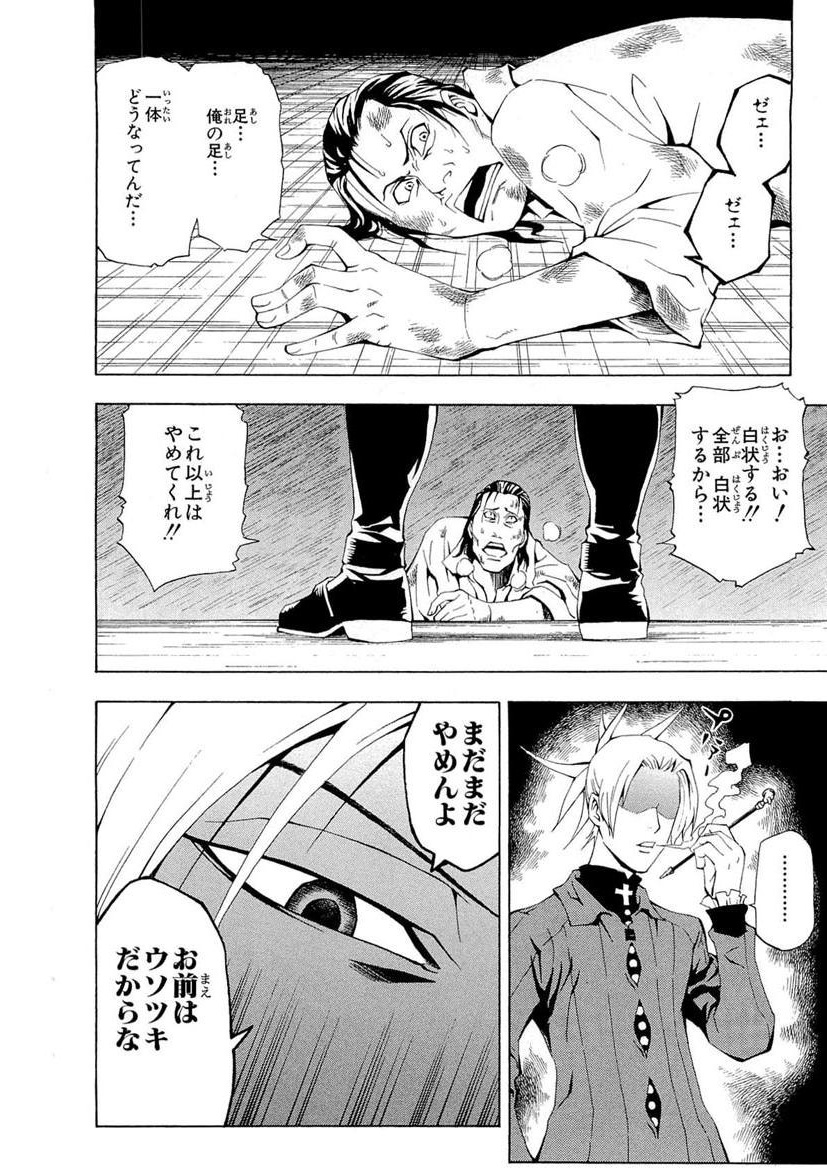 ゼェ…
ゼェ…
足…
俺の足…
一体
どうなってんだ…
お…おい!
白状する!!
全部 白状
するから…
これ以上は
やめてくれ!!
…………
まだまだ
やめんよ
お前は
ウソツキ
だからな